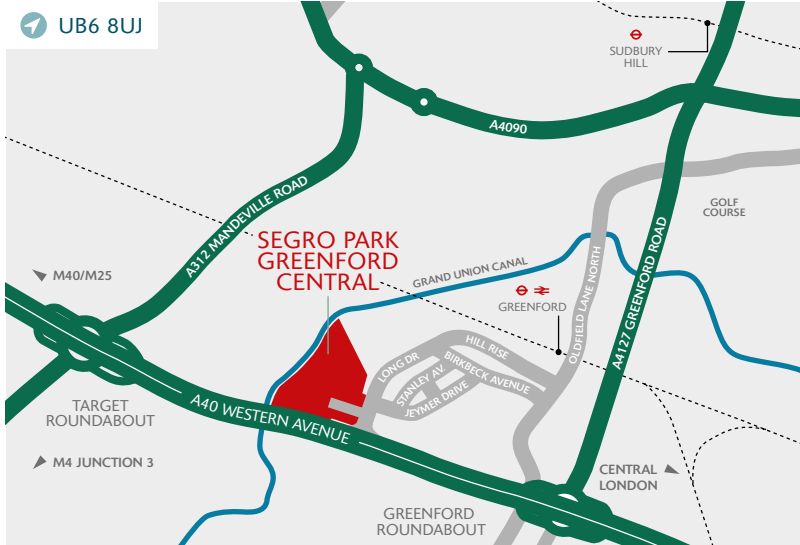 UB6 8UJ
SUDBURY
HILL
A4090
GOLF
COURSE
A312 MANDEVILLE ROAD
SEGRO PARK
GREENFORD
CENTRAL
M40/M25
GRAND UNION CANAL
GREENFORD
OLDFIELD LANE NORTH
A4127 GREENFORD ROAD
LONG DR
HILL RISE
STANLEY AV.
BIRKBECK AVENUE
JEYMER DRIVE
TARGET
ROUNDABOUT
A40 WESTERN AVENUE
M4 JUNCTION 3
CENTRAL
LONDON
GREENFORD
ROUNDABOUT